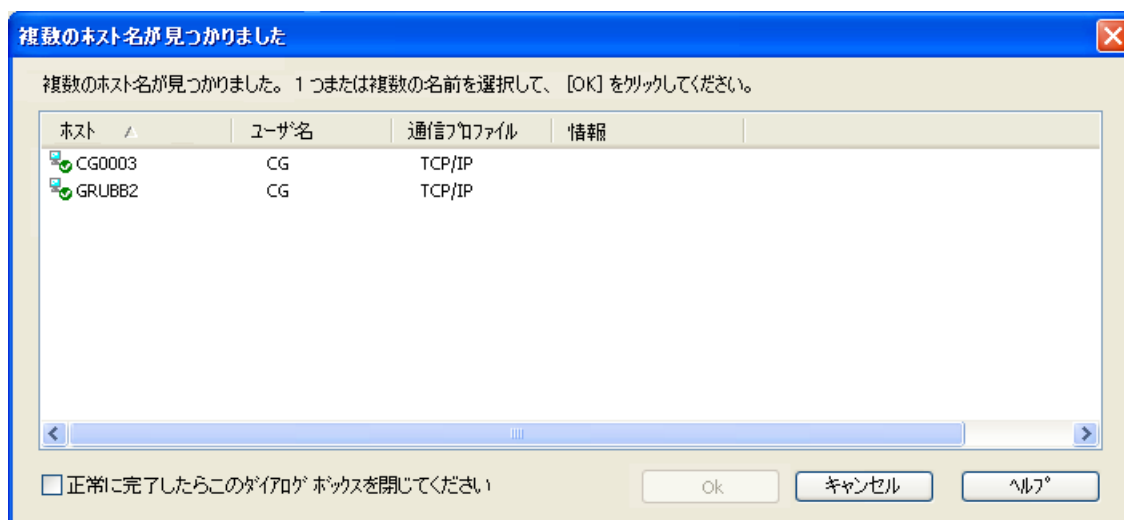 複数のホスト名が見つかりました
複数のホスト名が見つかりました。1 つまたは複数の名前を選択して、 [OK] をクリックしてください。
ホスト ユーザ名 通信プロファイル 情報
CG0003 CG TCP/IP
GRUBB2 CG TCP/IP
正常に完了したらこのダイアログ ボックスを閉じてください Ok キャンセル ヘルプ